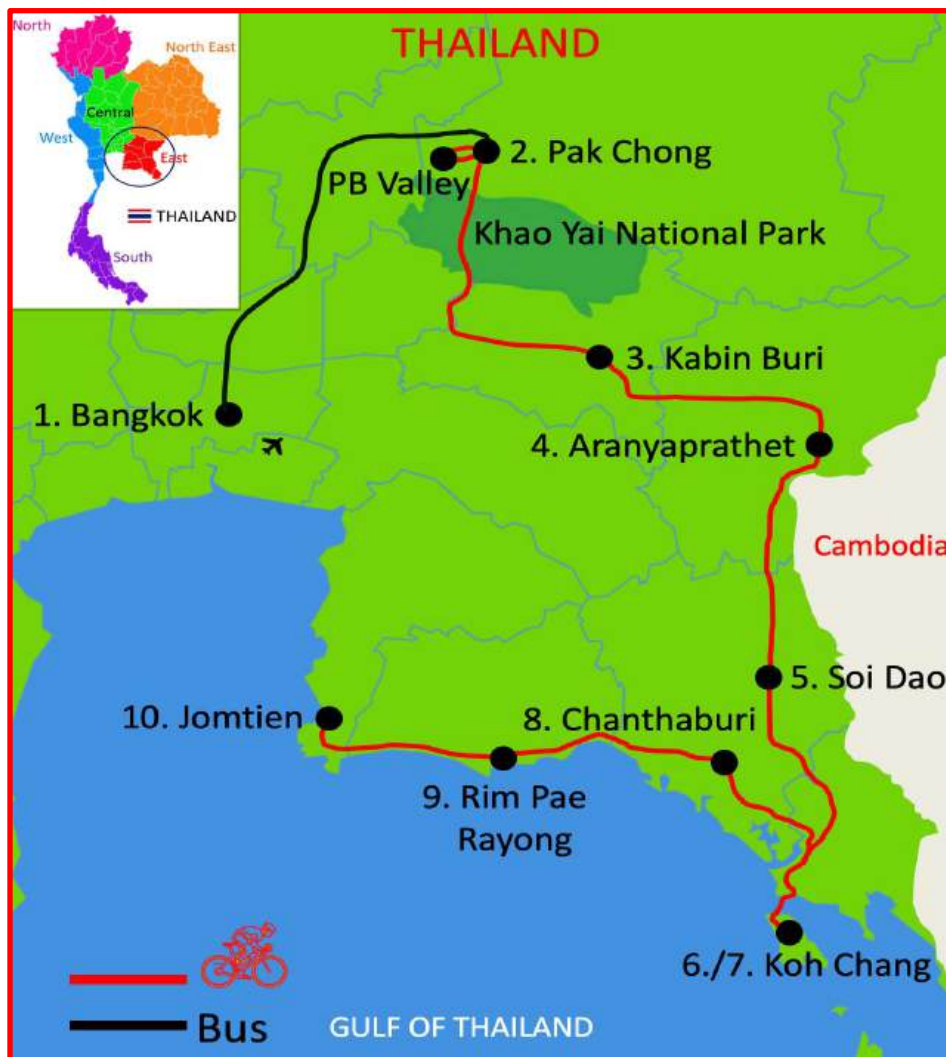 North
North East
Central
West
East
THAILAND
South
THAILAND
2. Pak Chong
PB Valley
Khao Yai National Park
3. Kabin Buri
1. Bangkok
4. Aranyaprathet
Cambodia
5. Soi Dao
10. Jomtien
8. Chanthaburi
9. Rim Pae
Rayong
6./7. Koh Chang
Bus
GULF OF THAILAND